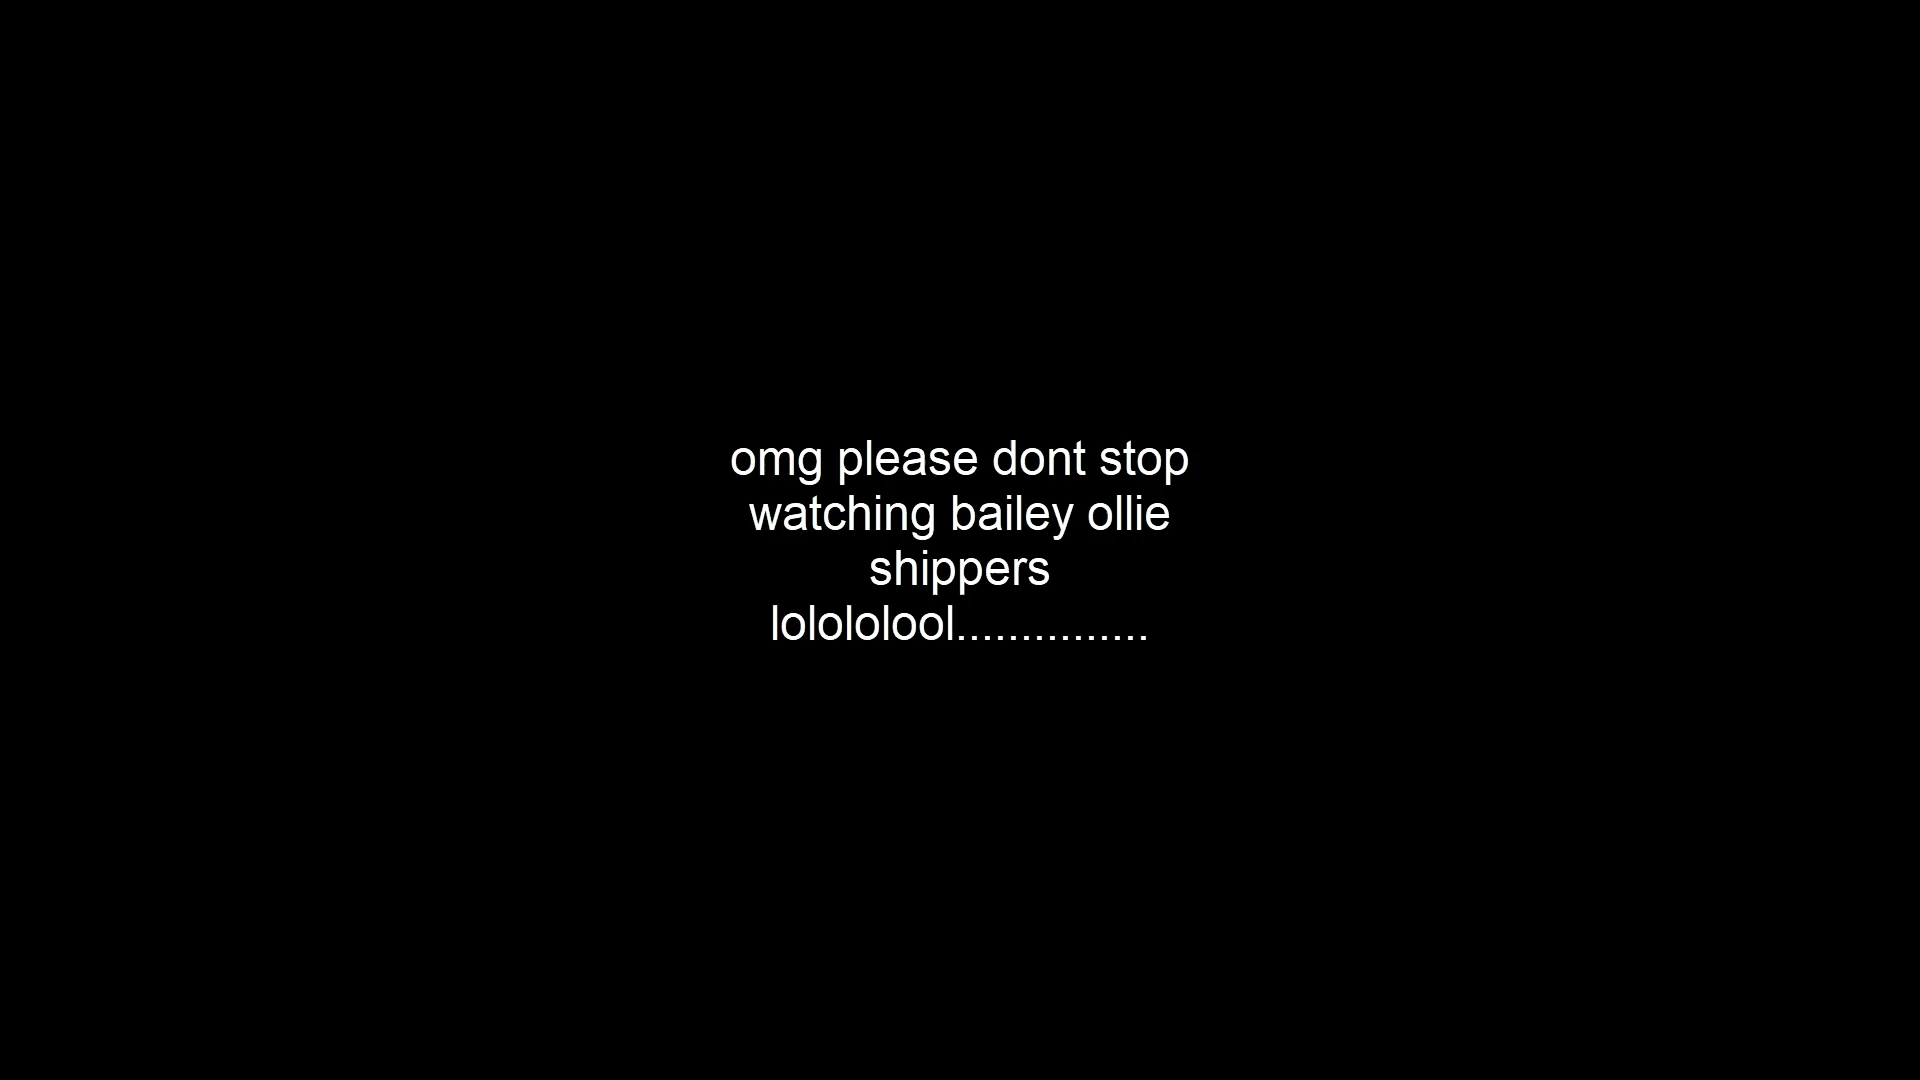 omg please dont stop
watching bailey ollie
shippers
lolololool...............